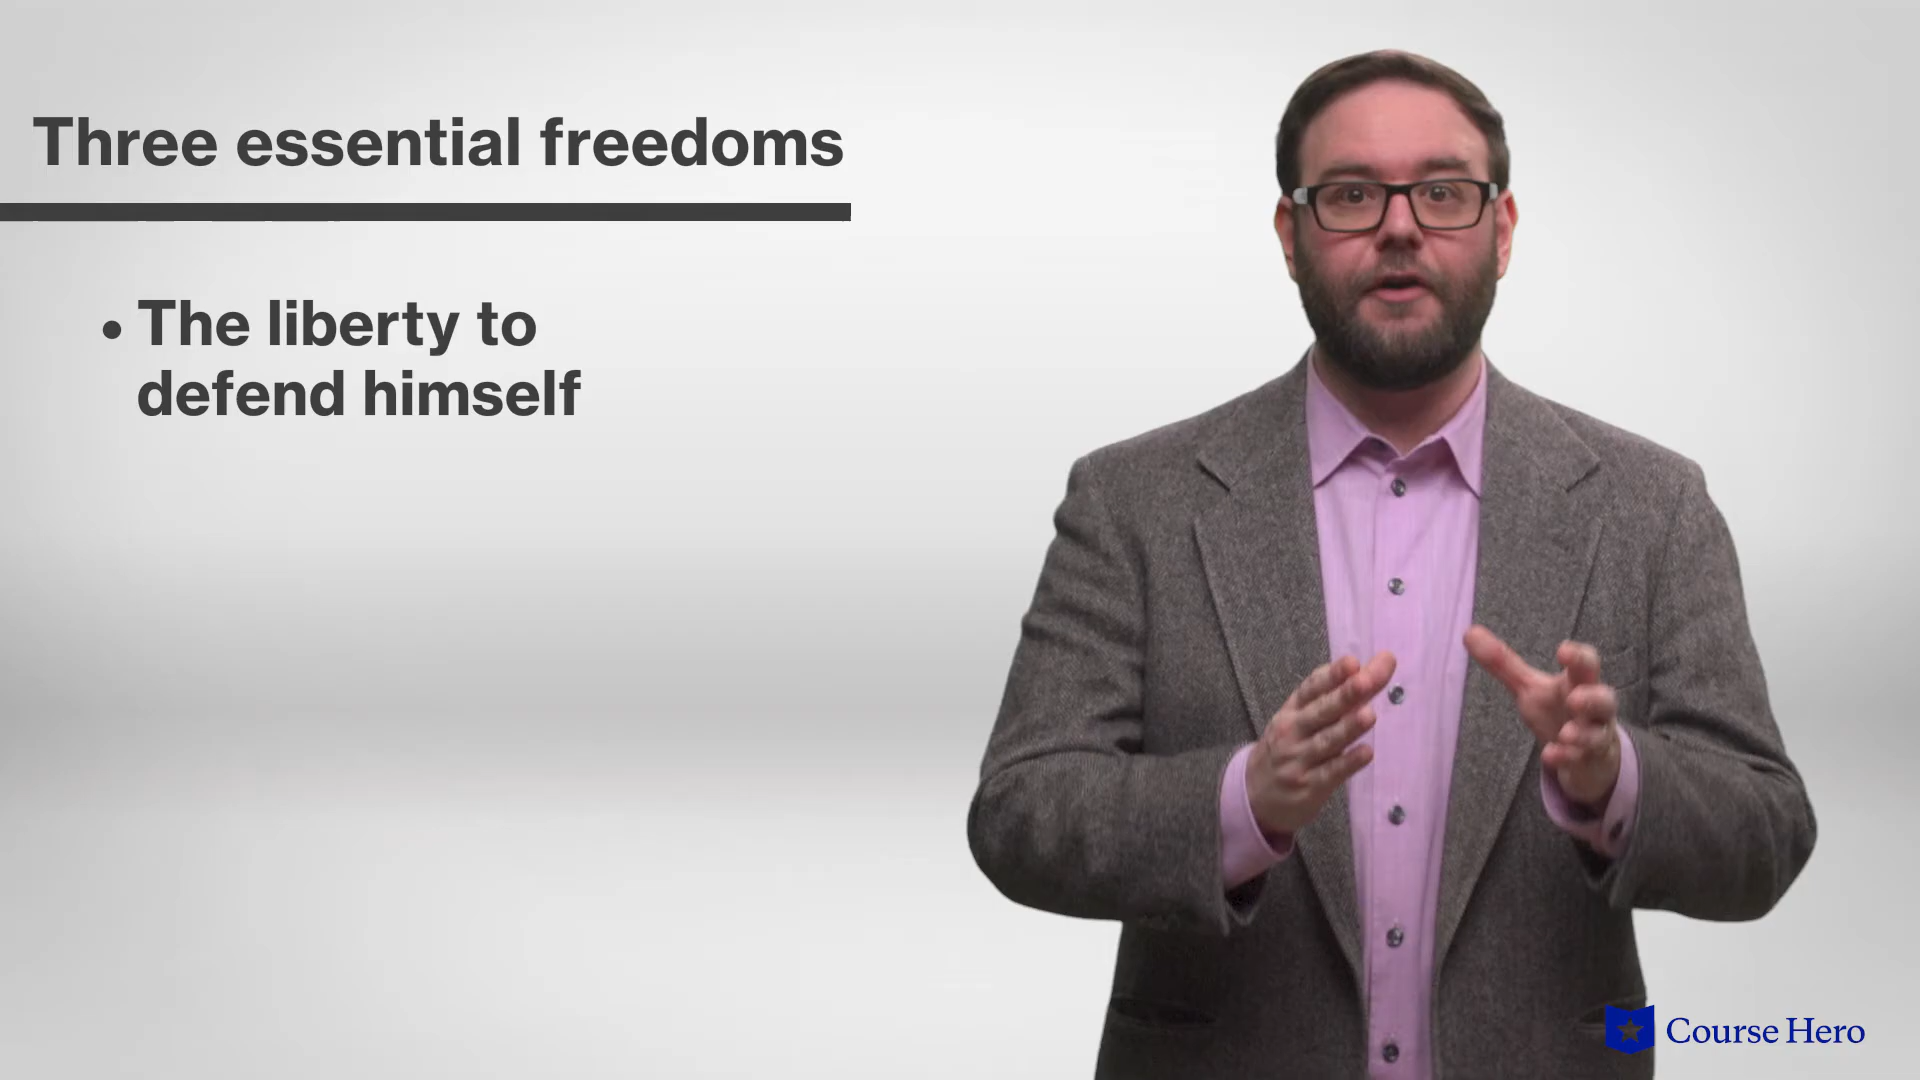 Three essential freedoms
• The liberty to
defend himself
Course Hero